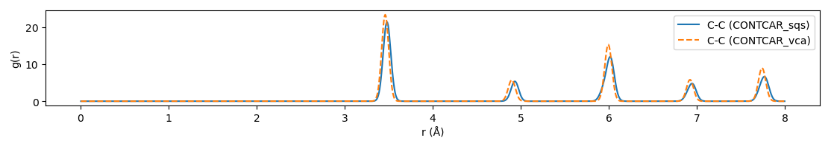 C-C (CONTCAR_sqs)
C-C (CONTCAR_vca)
g(r)
20
10
0
0 1 2 3 4 5 6 7 8
r (Å)